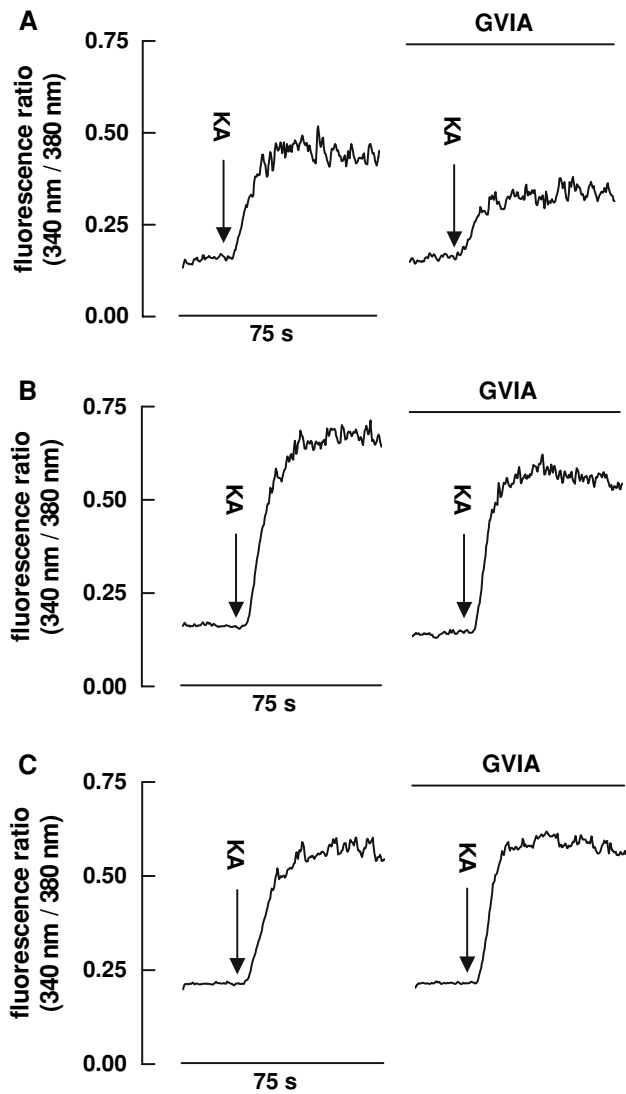 A
GVIA
0.75
0.50
0.25
0.00
fluorescence ratio
(340 nm / 380 nm)
KA
KA
75 s
B
GVIA
0.75
0.50
0.25
0.00
fluorescence ratio
(340 nm / 380 nm)
KA
KA
75 s
C
GVIA
0.75
0.50
0.25
0.00
fluorescence ratio
(340 nm / 380 nm)
KA
KA
75 s